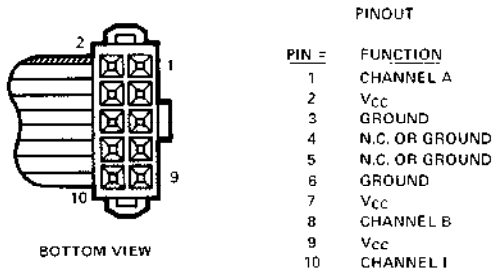 2
1
9
10
BOTTOM VIEW
PINOUT
PIN = FUNCTION
1 CHANNEL A
2 VCC
3 GROUND
4 N.C. OR GROUND
5 N.C. OR GROUND
6 GROUND
7 VCC
8 CHANNEL B
9 VCC
10 CHANNEL I